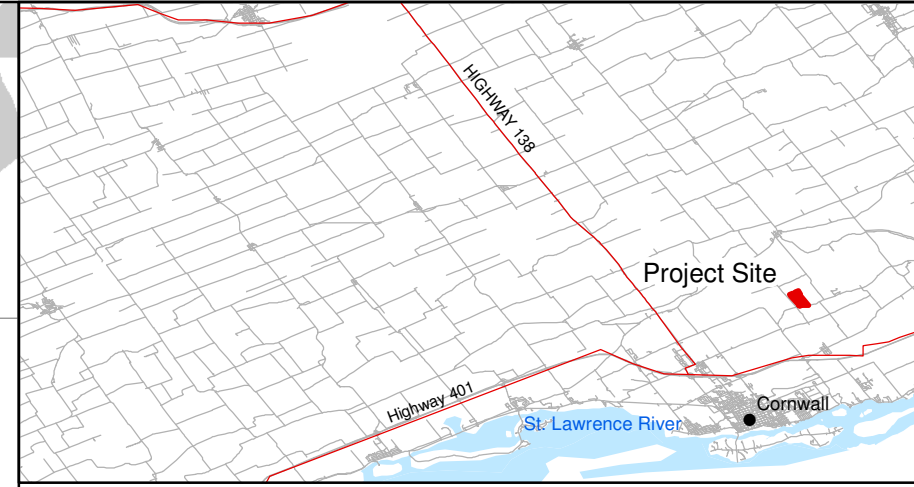 HIGHWAY 138
Project Site
Highway 401
Cornwall
St. Lawrence River